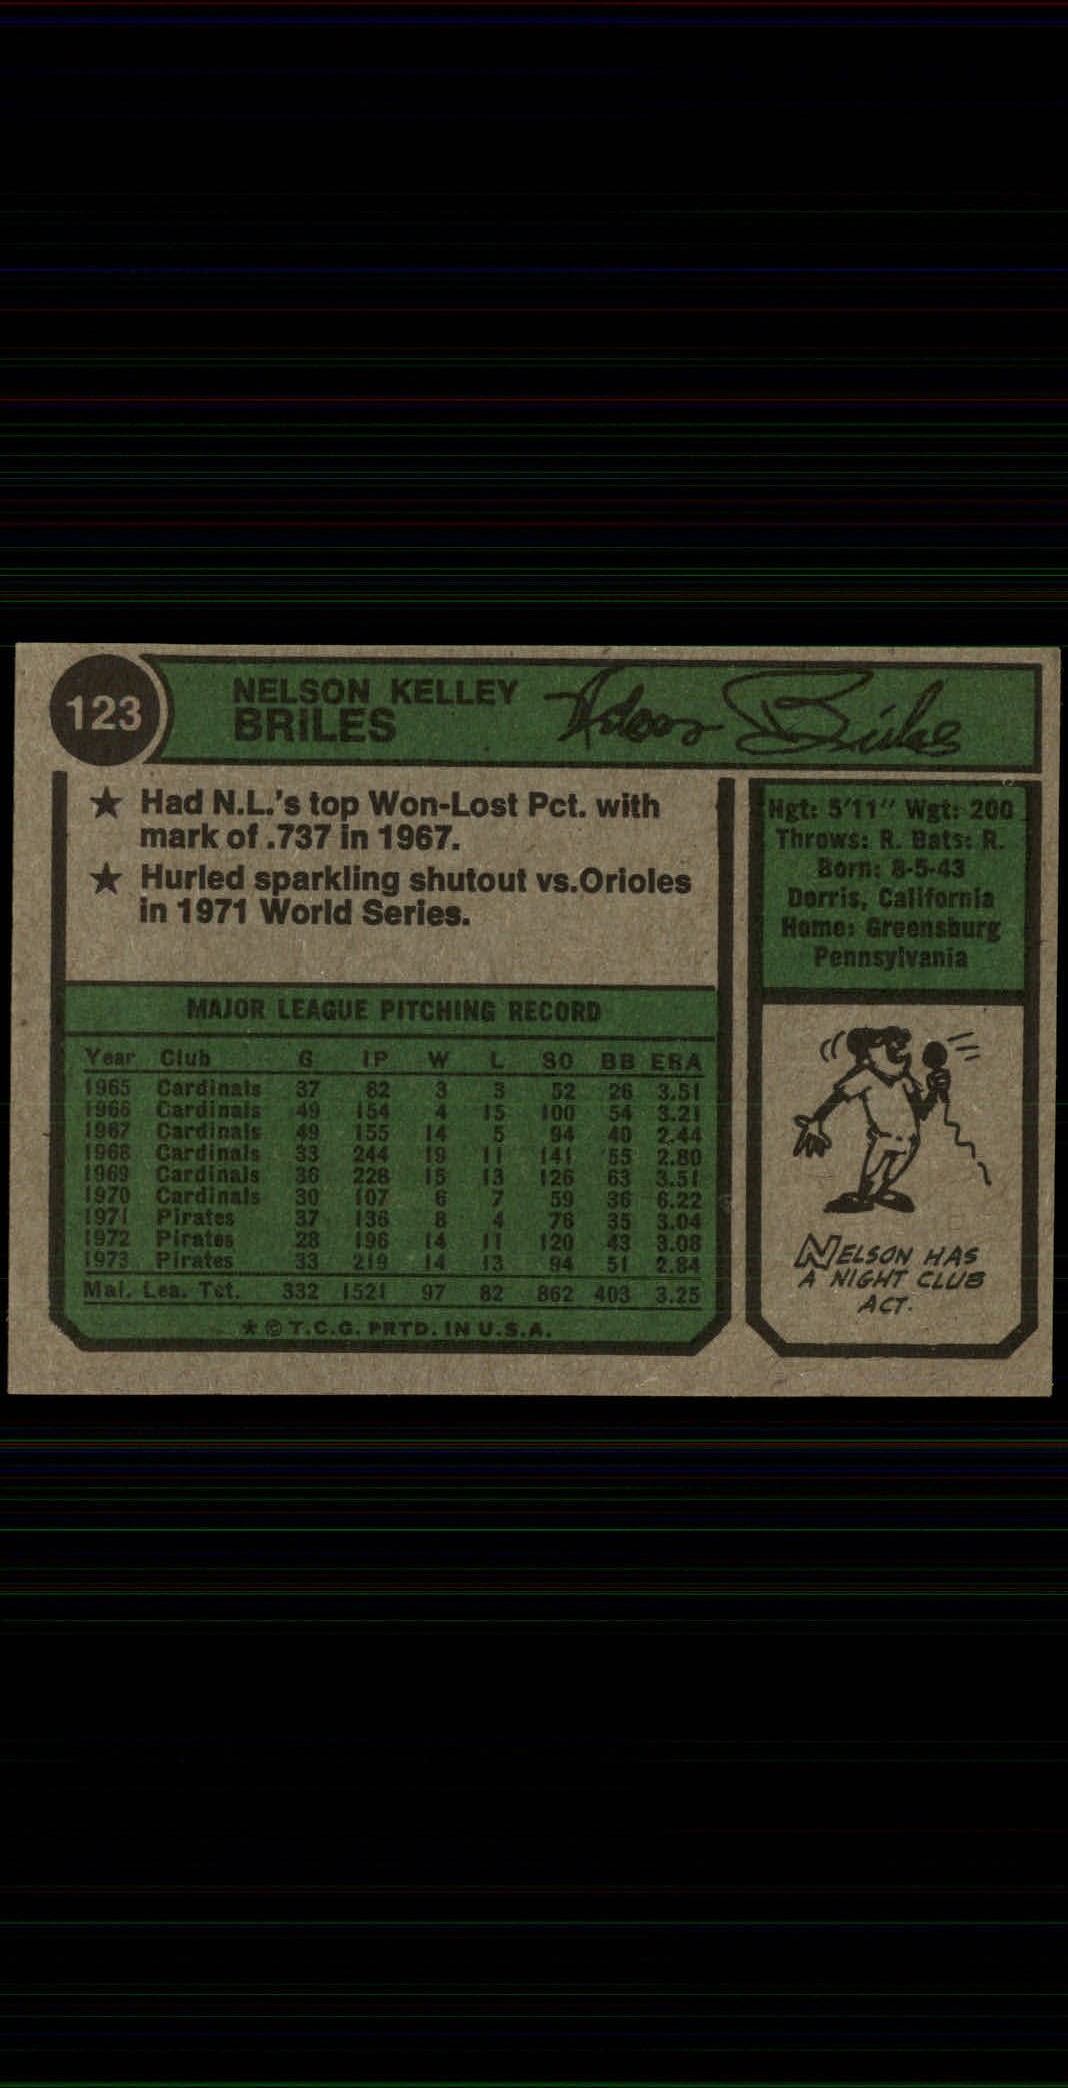 123
NELSON KELLEY
BRILES
Nelson Briles
★ Had N.L.'s top Won-Lost Pct. with
mark of .737 in 1967.
★ Hurled sparkling shutout vs.Orioles
in 1971 World Series.
Hgt: 5'11" Wgt: 200
Throws: R. Bats: R.
Born: 8-5-43
Dorris, California
Home: Greensburg
Pennsylvania
MAJOR LEAGUE PITCHING RECORD
Year Club G IP W L SO BB ERA
1965 Cardinals 37 82 3 3 52 26 3.51
1966 Cardinals 49 154 4 15 100 54 3.21
1967 Cardinals 49 155 14 5 94 40 2.44
1968 Cardinals 33 244 19 11 141 55 2.80
1969 Cardinals 36 228 15 13 126 63 3.51
1970 Cardinals 30 107 6 7 59 36 6.22
1971 Pirates 37 136 8 4 76 35 3.04
1972 Pirates 28 196 14 11 120 43 3.08
1973 Pirates 33 219 14 13 94 51 2.84
Maj. Lea. Tot. 332 1521 97 82 862 403 3.25
* © T.C.G. PRTD. IN U.S.A.
NELSON HAS
A NIGHT CLUB
ACT.